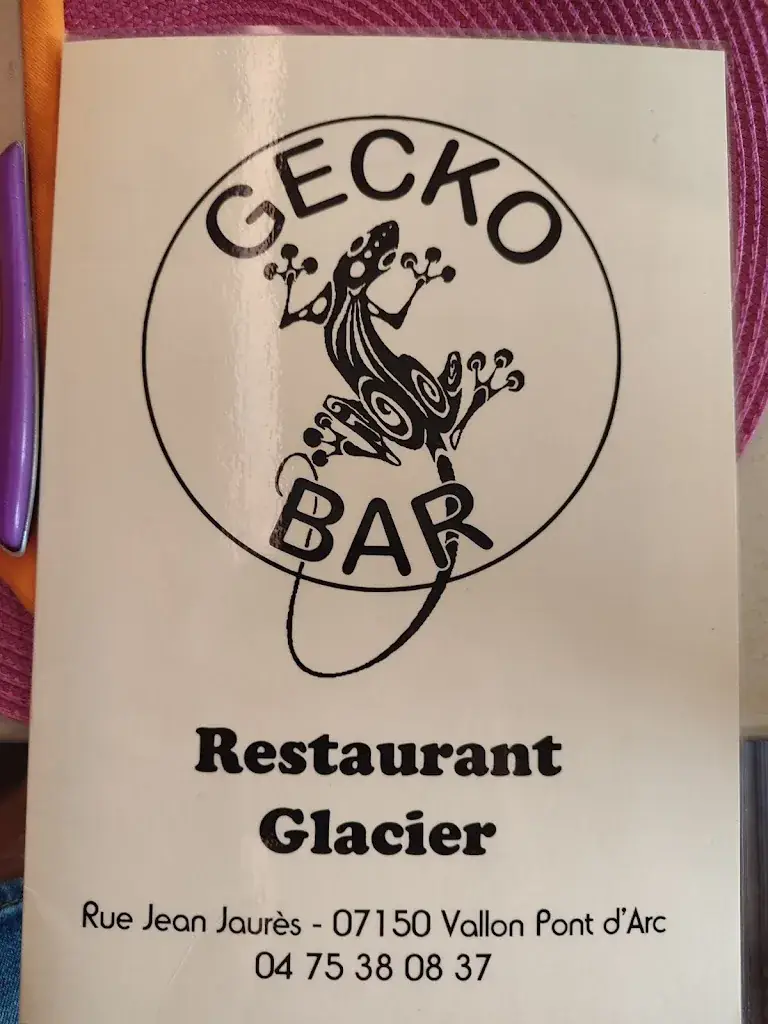 GECKO
BAR
Restaurant
Glacier
Rue Jean Jaurès - 07150 Vallon Pont d'Arc
04 75 38 08 37